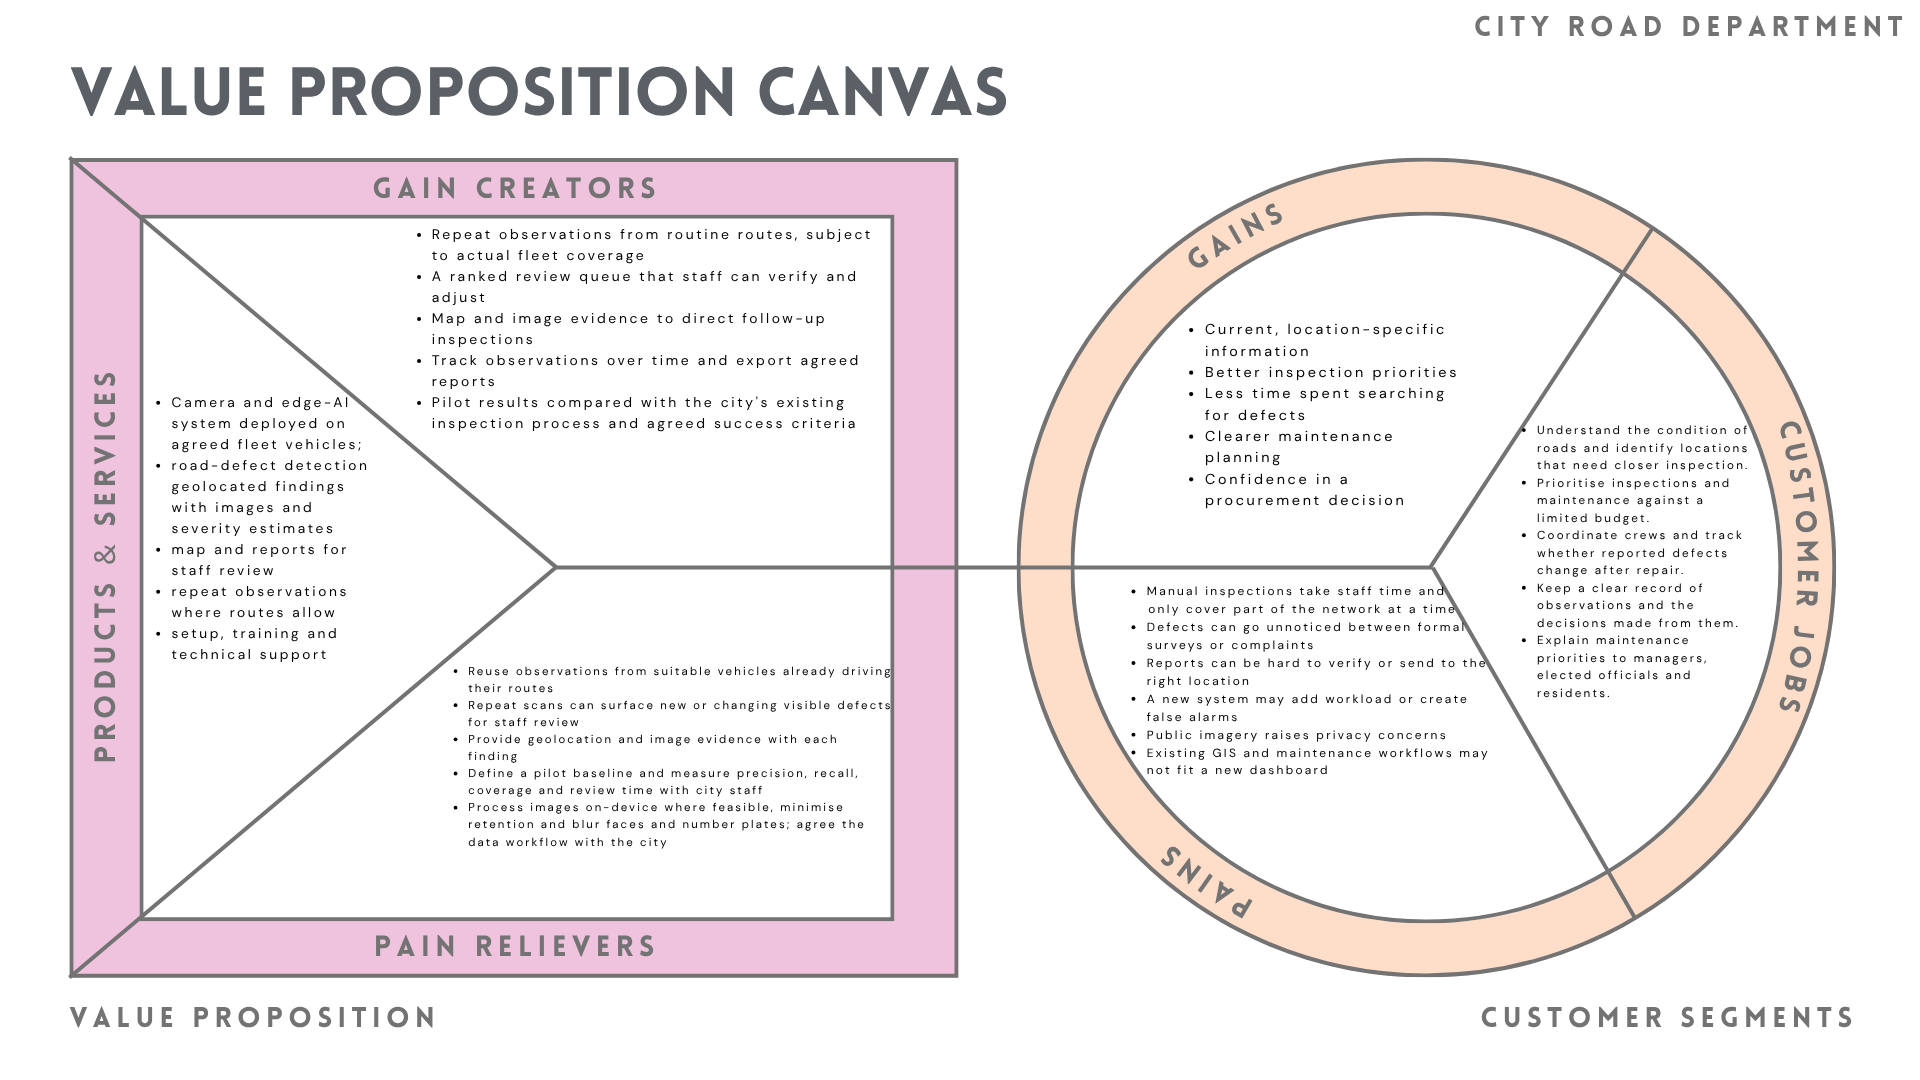 CITY ROAD DEPARTMENT
VALUE PROPOSITION CANVAS
GAIN CREATORS
• Repeat observations from routine routes, subject
to actual fleet coverage
• A ranked review queue that staff can verify and
adjust
• Map and image evidence to direct follow-up
inspections
• Track observations over time and export agreed
reports
• Pilot results compared with the city's existing
inspection process and agreed success criteria
PRODUCTS & SERVICES
• Camera and edge-AI
system deployed on
agreed fleet vehicles;
• road-defect detection
geolocated findings
with images and
severity estimates
• map and reports for
staff review
• repeat observations
where routes allow
• setup, training and
technical support
• Reuse observations from suitable vehicles already driving
their routes
• Repeat scans can surface new or changing visible defects
for staff review
• Provide geolocation and image evidence with each
finding
• Define a pilot baseline and measure precision, recall,
coverage and review time with city staff
• Process images on-device where feasible, minimise
retention and blur faces and number plates; agree the
data workflow with the city
PAIN RELIEVERS
VALUE PROPOSITION
GAINS
• Current, location-specific
information
• Better inspection priorities
• Less time spent searching
for defects
• Clearer maintenance
planning
• Confidence in a
procurement decision
CUSTOMER JOBS
• Understand the condition of
roads and identify locations
that need closer inspection.
• Prioritise inspections and
maintenance against a
limited budget.
• Coordinate crews and track
whether reported defects
change after repair.
• Keep a clear record of
observations and the
decisions made from them.
• Explain maintenance
priorities to managers,
elected officials and
residents.
• Manual inspections take staff time and
only cover part of the network at a time
• Defects can go unnoticed between formal
surveys or complaints
• Reports can be hard to verify or send to the
right location
• A new system may add workload or create
false alarms
• Public imagery raises privacy concerns
• Existing GIS and maintenance workflows may
not fit a new dashboard
PAINS
CUSTOMER SEGMENTS